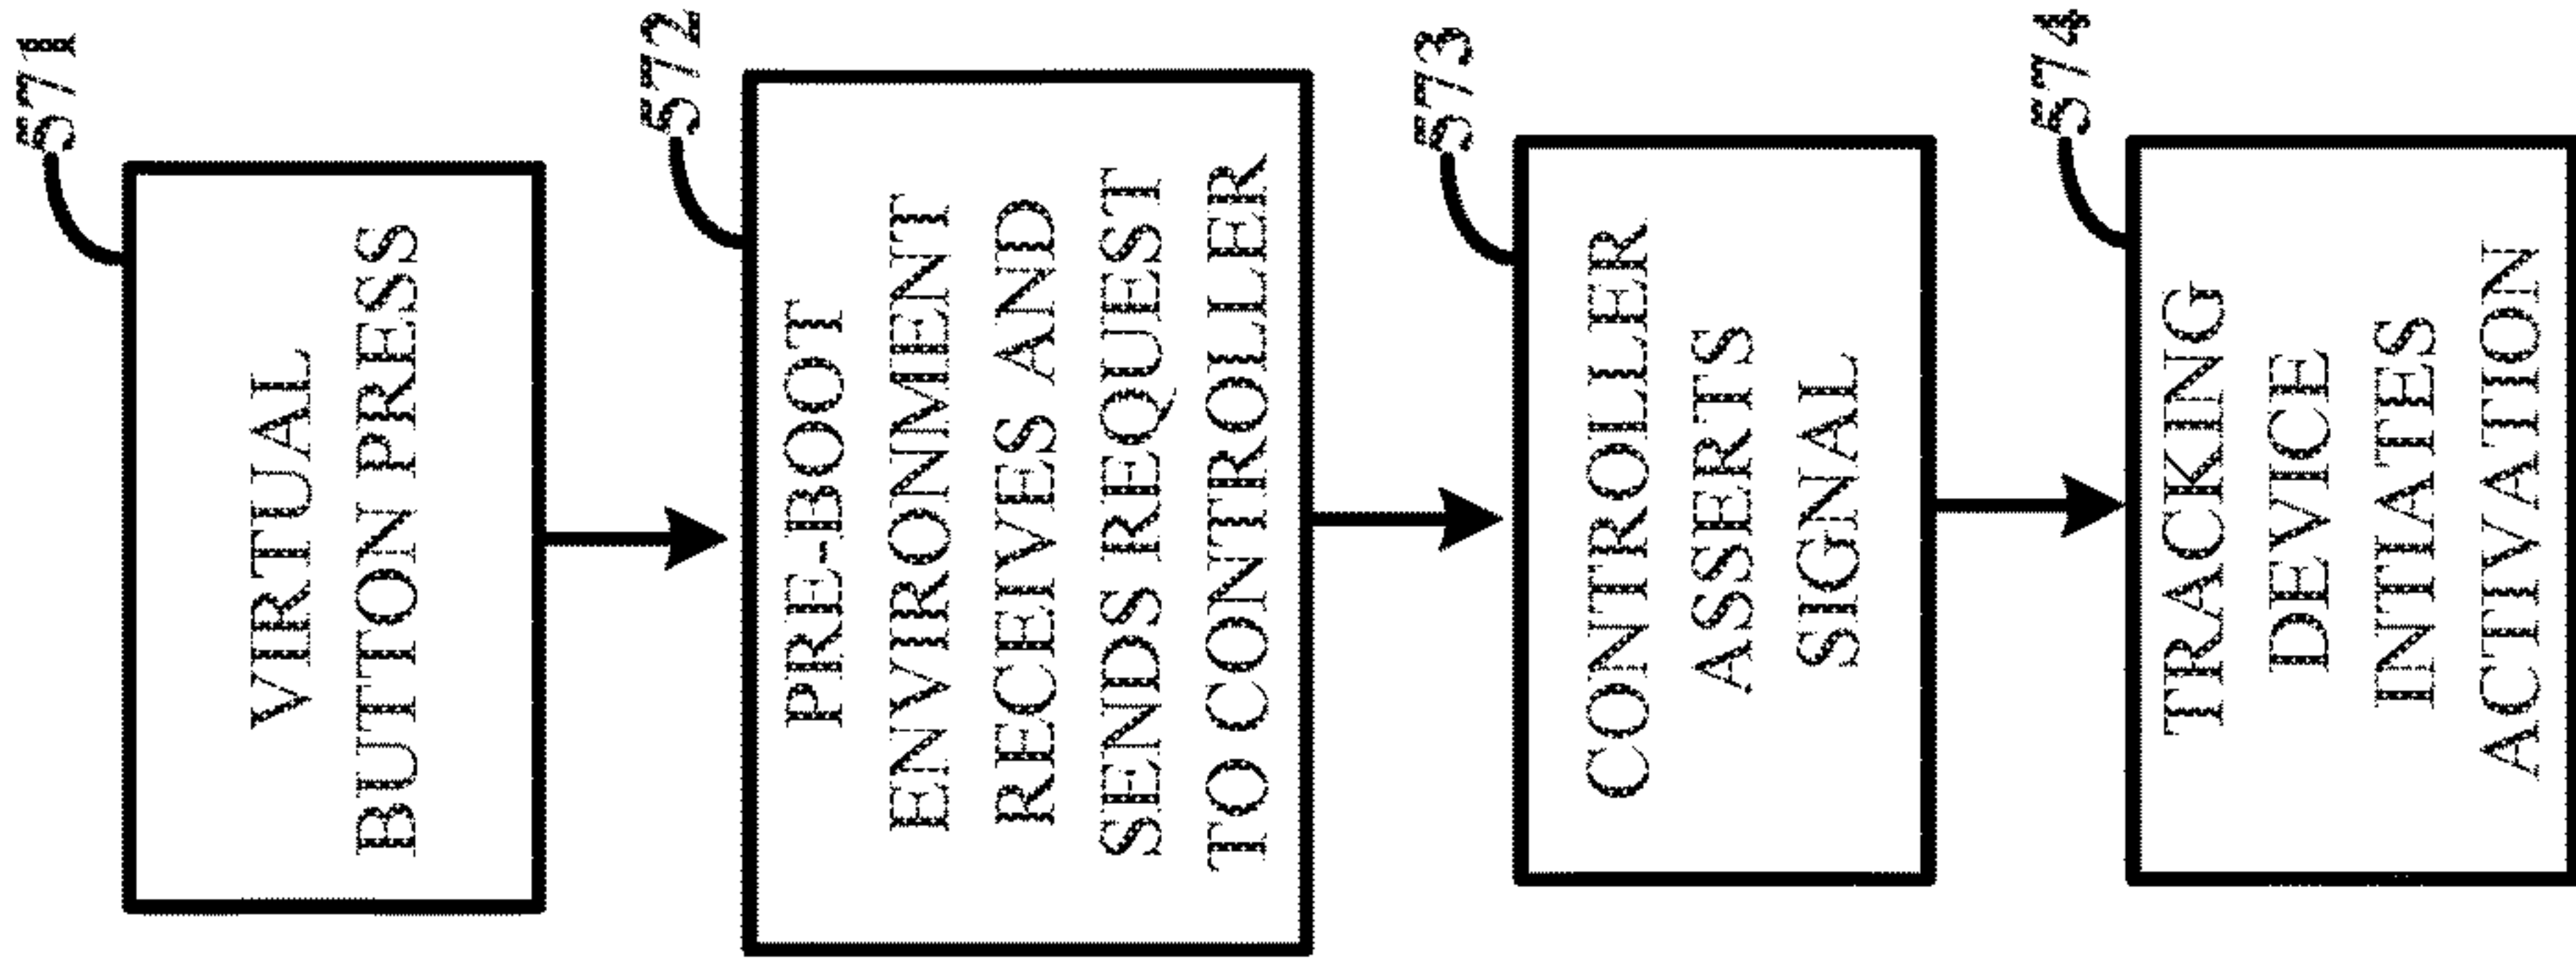 571
VIRTUAL
BUTTON PRESS
572
PRE-BOOT
ENVIRONMENT
RECEIVES AND
SENDS REQUEST
TO CONTROLLER
573
CONTROLLER
ASSERTS
SIGNAL
574
TRACKING
DEVICE
INTIATES
ACTIVATION